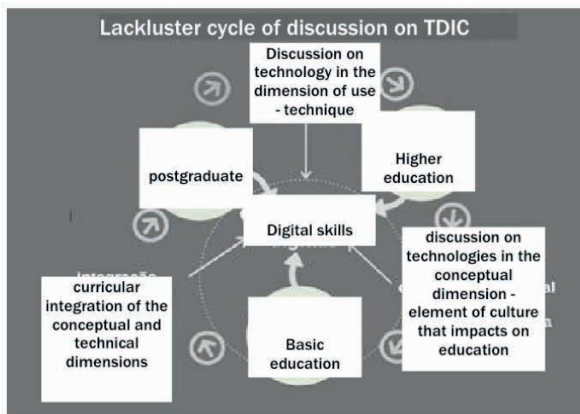 Lackluster cycle of discussion on TDIC
Discussion on
technology in the
dimension of use
- technique
postgraduate
Higher
education
Digital skills
curricular
integration of the
conceptual and
technical
dimensions
discussion on
technologies in the
conceptual
dimension -
element of culture
that impacts on
education
Basic
education